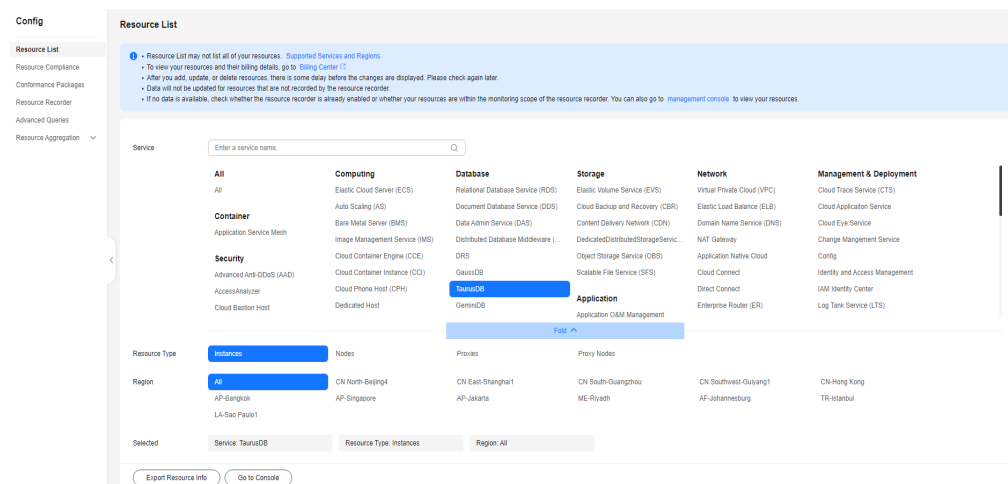 Config
Resource List
Resource Compliance
Conformance Packages
Resource Recorder
Advanced Queries
Resource Aggregation
Resource List
• Resource List may not list all of your resources. Supported Services and Regions
• To view your resources and their billing details, go to Billing Center
• After you add, update, or delete resources, there is some delay before the changes are displayed. Please check again later.
• Data will not be updated for resources that are not recorded by the resource recorder.
• If no data is available, check whether the resource recorder is already enabled or whether your resources are within the monitoring scope of the resource recorder. You can also go to management console to view your resources.
Service
Enter a service name.
All
All
Container
Application Service Mesh
Security
Advanced Anti-DDoS (AAD)
AccessAnalyzer
Cloud Bastion Host
Computing
Elastic Cloud Server (ECS)
Auto Scaling (AS)
Bare Metal Server (BMS)
Image Management Service (IMS)
Cloud Container Engine (CCE)
Cloud Container Instance (CCI)
Cloud Phone Host (CPH)
Dedicated Host
Database
Relational Database Service (RDS)
Document Database Service (DDS)
Data Admin Service (DAS)
Distributed Database Middleware (...
DRS
GaussDB
TaurusDB
GeminiDB
Storage
Elastic Volume Service (EVS)
Cloud Backup and Recovery (CBR)
Content Delivery Network (CDN)
DedicatedDistributedStorageServic...
Object Storage Service (OBS)
Scalable File Service (SFS)
Application
Application O&M Management
Network
Virtual Private Cloud (VPC)
Elastic Load Balance (ELB)
Domain Name Service (DNS)
NAT Gateway
Application Native Cloud
Cloud Connect
Direct Connect
Enterprise Router (ER)
Management & Deployment
Cloud Trace Service (CTS)
Cloud Applicaiton Service
Cloud Eye Service
Change Mangement Service
Config
Identity and Access Management
IAM Identity Center
Log Tank Service (LTS)
Fold
Resource Type
Instances
Nodes
Proxies
Proxy Nodes
Region
All
CN North-Beijing4
CN East-Shanghai1
CN South-Guangzhou
CN Southwest-Guiyang1
CN-Hong Kong
AP-Bangkok
AP-Singapore
AP-Jakarta
ME-Riyadh
AF-Johannesburg
TR-Istanbul
LA-Sao Paulo1
Selected
Service: TaurusDB
Resource Type: Instances
Region: All
Export Resource Info
Go to Console